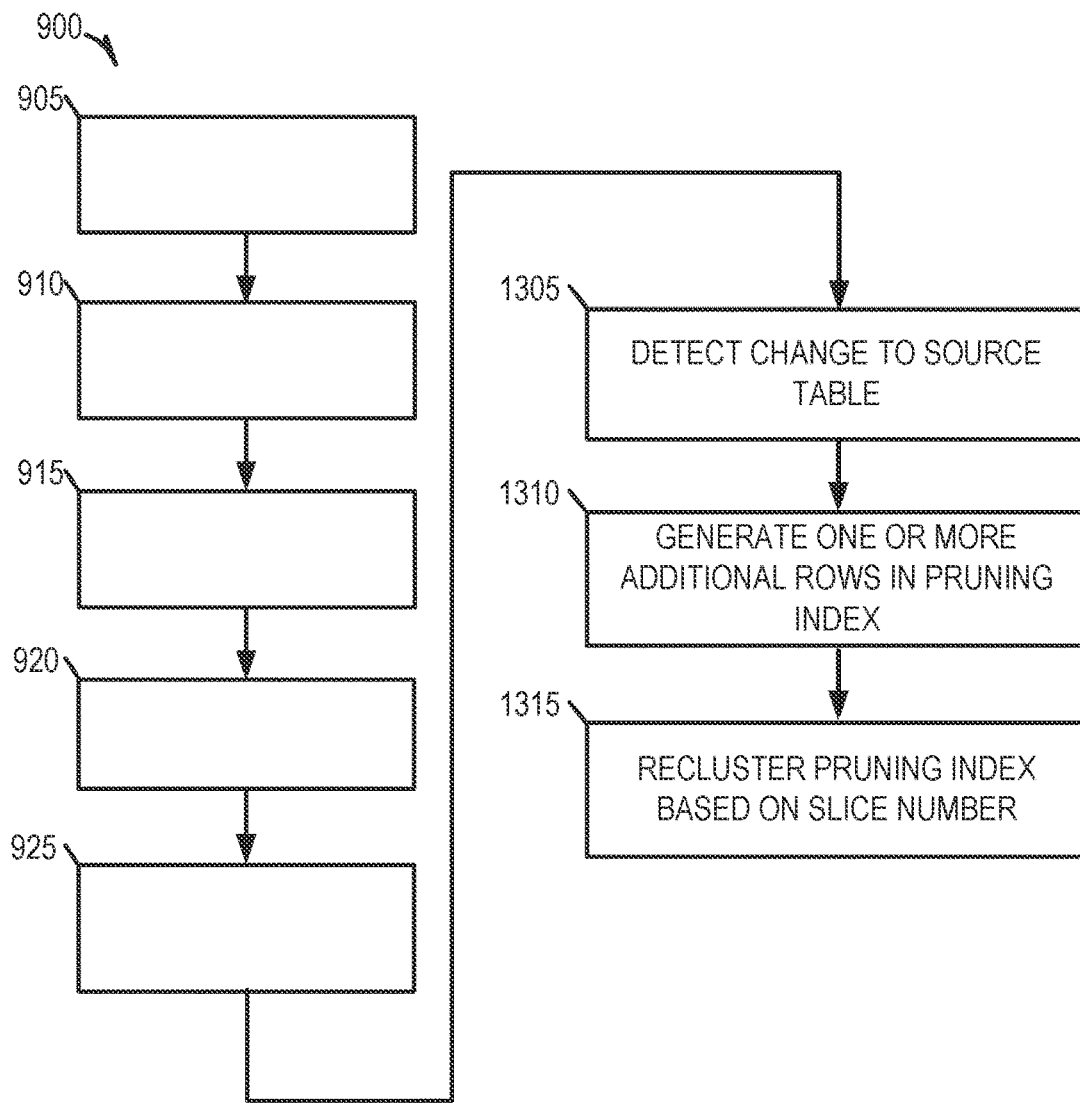 900
905
910
915
920
925
1305
DETECT CHANGE TO SOURCE
TABLE
1310
GENERATE ONE OR MORE
ADDITIONAL ROWS IN PRUNING
INDEX
1315
RECLUSTER PRUNING INDEX
BASED ON SLICE NUMBER